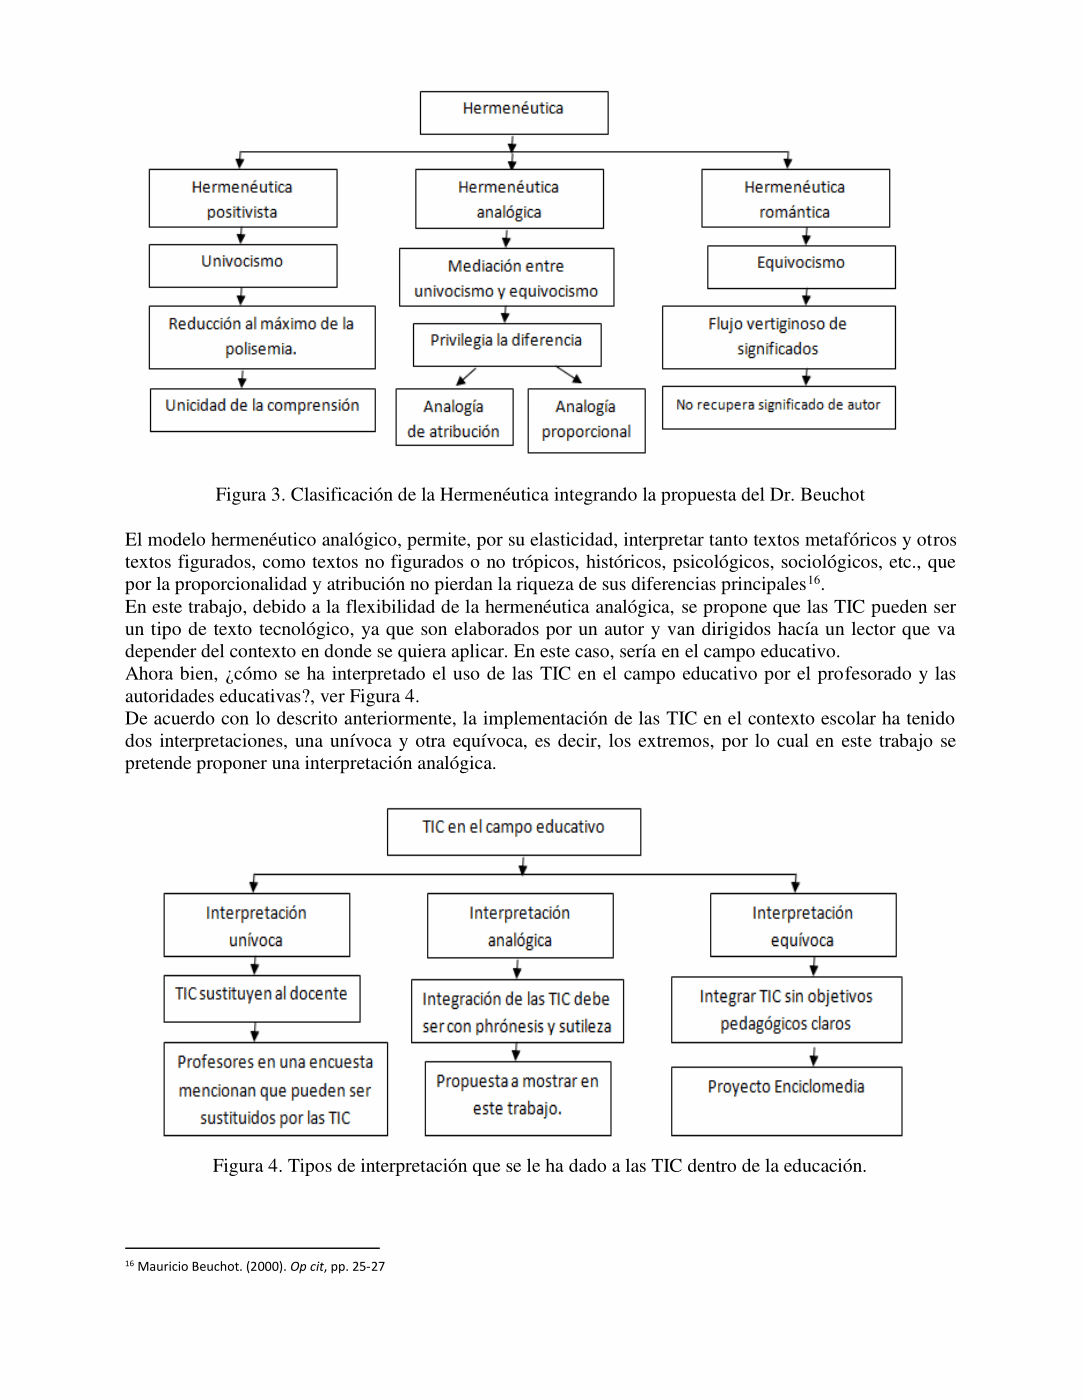 Hermenéutica
Hermenéutica
positivista
Hermenéutica
analógica
Hermenéutica
romántica
Univocismo
Mediación entre
univocismo y equivocismo
Equivocismo
Reducción al máximo de la
polisemia.
Privilegia la diferencia
Flujo vertiginoso de
significados
Unicidad de la comprensión
Analogía
de atribución
Analogía
proporcional
No recupera significado de autor
Figura 3. Clasificación de la Hermenéutica integrando la propuesta del Dr. Beuchot
El modelo hermenéutico analógico, permite, por su elasticidad, interpretar tanto textos metafóricos y otros
textos figurados, como textos no figurados o no trópicos, históricos, psicológicos, sociológicos, etc., que
por la proporcionalidad y atribución no pierdan la riqueza de sus diferencias principales16.
En este trabajo, debido a la flexibilidad de la hermenéutica analógica, se propone que las TIC pueden ser
un tipo de texto tecnológico, ya que son elaborados por un autor y van dirigidos hacía un lector que va
depender del contexto en donde se quiera aplicar. En este caso, sería en el campo educativo.
Ahora bien, ¿cómo se ha interpretado el uso de las TIC en el campo educativo por el profesorado y las
autoridades educativas?, ver Figura 4.
De acuerdo con lo descrito anteriormente, la implementación de las TIC en el contexto escolar ha tenido
dos interpretaciones, una unívoca y otra equívoca, es decir, los extremos, por lo cual en este trabajo se
pretende proponer una interpretación analógica.
TIC en el campo educativo
Interpretación
unívoca
Interpretación
analógica
Interpretación
equívoca
TIC sustituyen al docente
Integración de las TIC debe
ser con phrónesis y sutileza
Integrar TIC sin objetivos
pedagógicos claros
Profesores en una encuesta
mencionan que pueden ser
sustituidos por las TIC
Propuesta a mostrar en
este trabajo.
Proyecto Enciclomedia
Figura 4. Tipos de interpretación que se le ha dado a las TIC dentro de la educación.
16 Mauricio Beuchot. (2000). Op cit, pp. 25-27